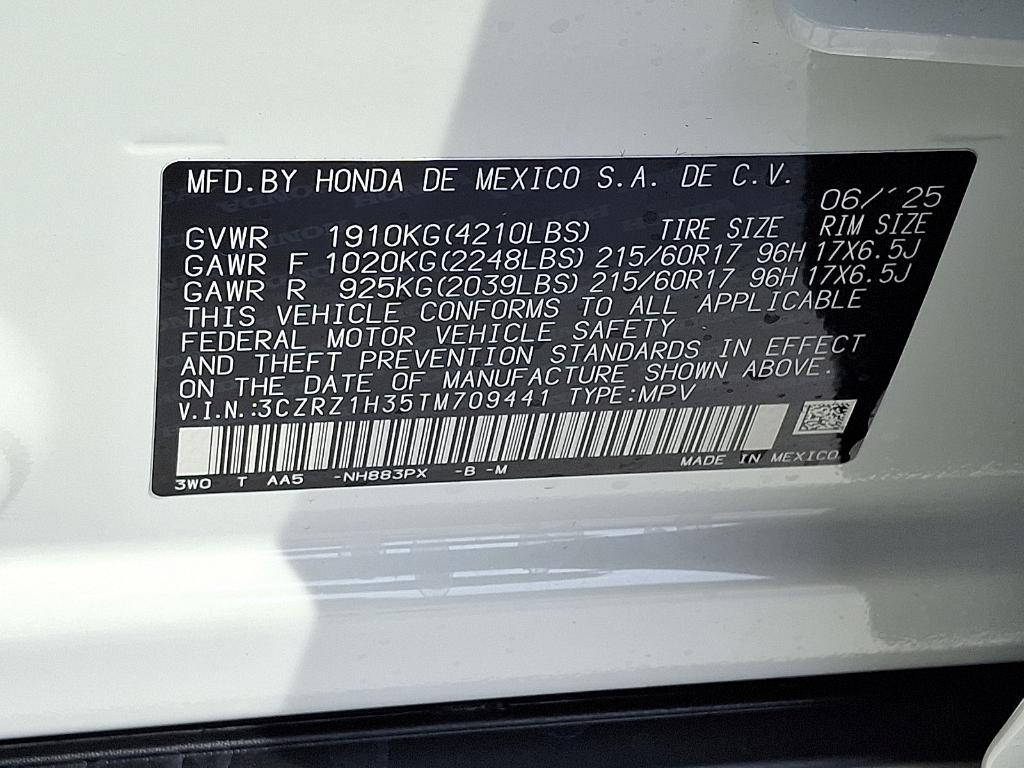 MFD.BY HONDA DE MEXICO S.A. DE C.V.
06/'25
GVWR 1910KG(4210LBS) TIRE SIZE RIM SIZE
GAWR F 1020KG(2248LBS) 215/60R17 96H 17X6.5J
GAWR R 925KG(2039LBS) 215/60R17 96H 17X6.5J
THIS VEHICLE CONFORMS TO ALL APPLICABLE
FEDERAL MOTOR VEHICLE SAFETY
AND THEFT PREVENTION STANDARDS IN EFFECT
ON THE DATE OF MANUFACTURE SHOWN ABOVE.
V.I.N.:3CZRZ1H35TM709441 TYPE:MPV
3WO T AA5 -NH883PX -B -M MADE IN MEXICO